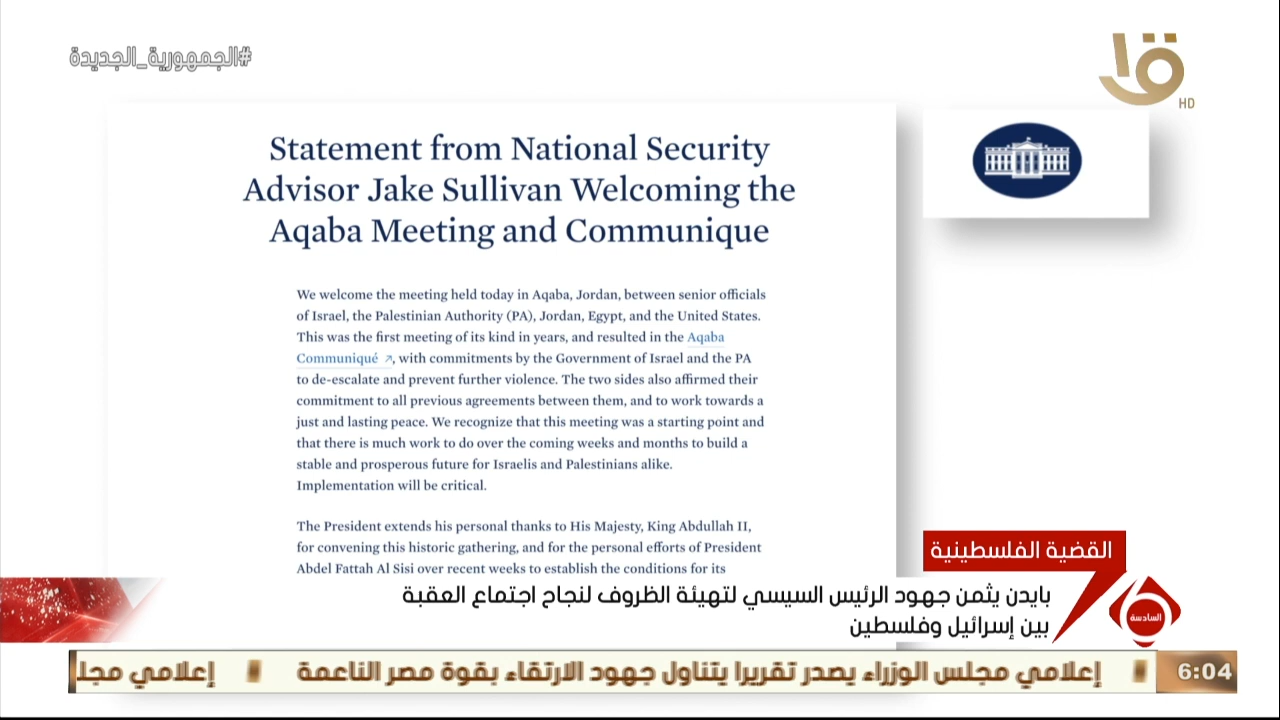 #الجمهورية_الجديدة
HD
Statement from National Security
Advisor Jake Sullivan Welcoming the
Aqaba Meeting and Communique
We welcome the meeting held today in Aqaba, Jordan, between senior officials
of Israel, the Palestinian Authority (PA), Jordan, Egypt, and the United States.
This was the first meeting of its kind in years, and resulted in the Aqaba
Communiqué ↗, with commitments by the Government of Israel and the PA
to de-escalate and prevent further violence. The two sides also affirmed their
commitment to all previous agreements between them, and to work towards a
just and lasting peace. We recognize that this meeting was a starting point and
that there is much work to do over the coming weeks and months to build a
stable and prosperous future for Israelis and Palestinians alike.
Implementation will be critical.
The President extends his personal thanks to His Majesty, King Abdullah II,
for convening this historic gathering, and for the personal efforts of President
Abdel Fattah Al Sisi over recent weeks to establish the conditions for its
القضية الفلسطينية
بايدن يثمن جهود الرئيس السيسي لتهيئة الظروف لنجاح اجتماع العقبة
بين إسرائيل وفلسطين
السادسة
6:04
إعلامي مجلس الوزراء يصدر تقريرا يتناول جهود الارتقاء بقوة مصر الناعمة
إعلامي مجلـ